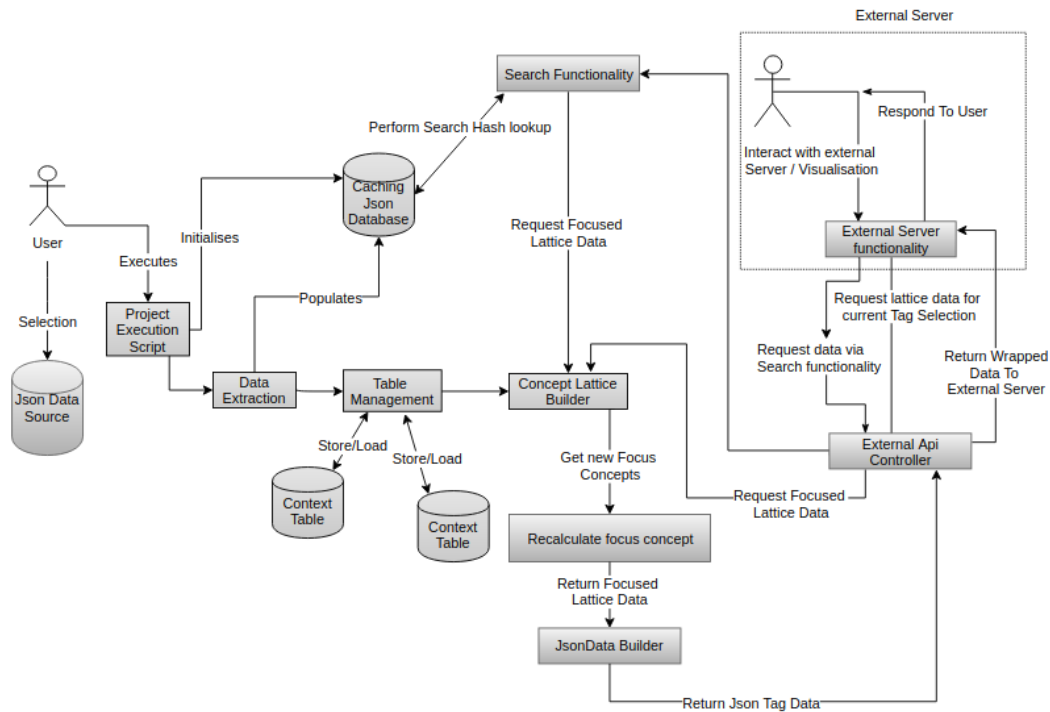 External Server
Search Functionality
Respond To User
Perform Search Hash lookup
Interact with external
Server / Visualisation
Caching
Json
Database
User
Initialises
Request Focused
Lattice Data
External Server
functionality
Executes
Populates
Request lattice data for
current Tag Selection
Selection
Project
Execution
Script
Request data via
Search functionality
Return Wrapped
Data To
External Server
Json Data
Source
Data
Extraction
Table
Management
Concept Lattice
Builder
Store/Load
Store/Load
External Api
Controller
Get new Focus
Concepts
Request Focused
Lattice Data
Context
Table
Context
Table
Recalculate focus concept
Return Focused
Lattice Data
JsonData Builder
Return Json Tag Data